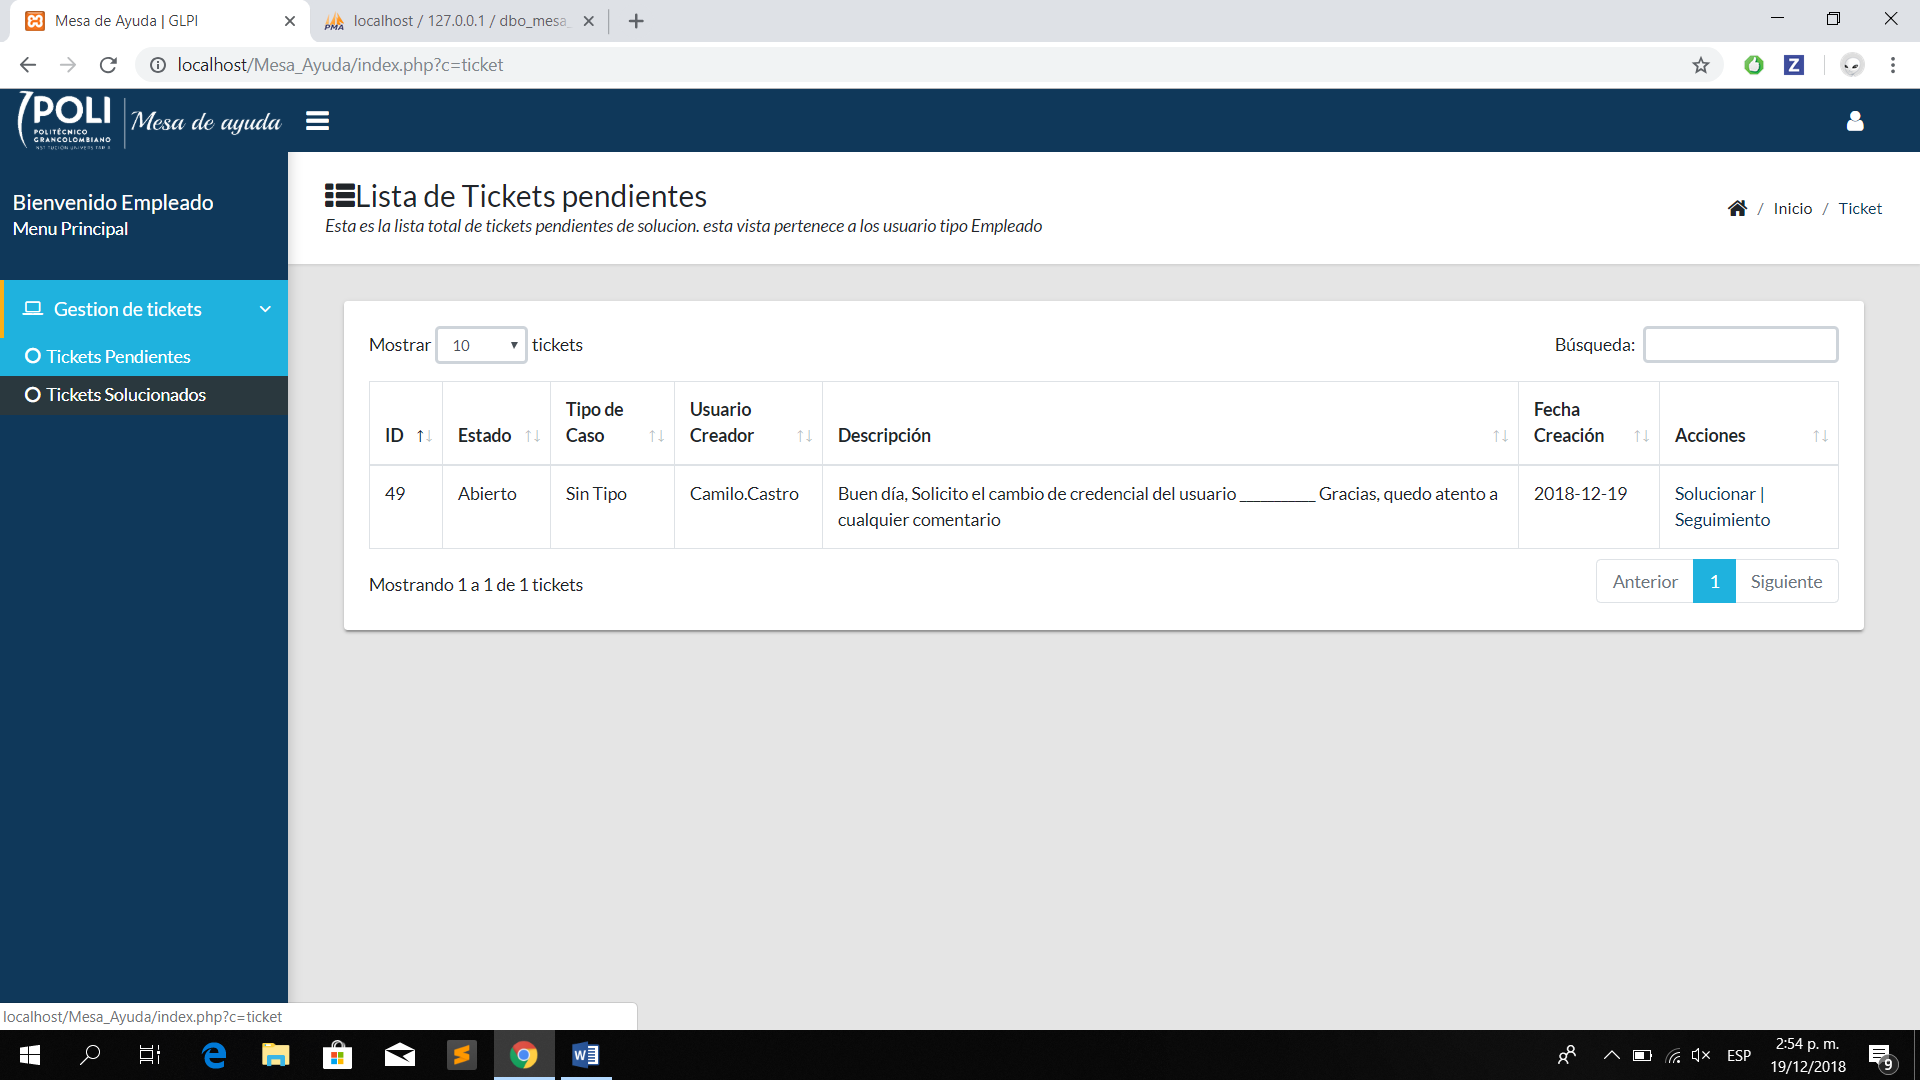 Mesa de Ayuda | GLPI
localhost / 127.0.0.1 / dbo_mesa_
localhost/Mesa_Ayuda/index.php?c=ticket
Z
POLI
POLITÉCNICO
GRANCOLOMBIANO
Mesa de ayuda
Bienvenido Empleado
Menu Principal
Gestion de tickets
Tickets Pendientes
Tickets Solucionados
Lista de Tickets pendientes
Esta es la lista total de tickets pendientes de solucion. esta vista pertenece a los usuario tipo Empleado
/ Inicio / Ticket
Mostrar 10 tickets
Búsqueda:
ID Estado Tipo de Caso Usuario Creador Descripción Fecha Creación Acciones
49 Abierto Sin Tipo Camilo.Castro Buen día, Solicito el cambio de credencial del usuario __________ Gracias, quedo atento a 2018-12-19 Solucionar |
cualquier comentario Seguimiento
Mostrando 1 a 1 de 1 tickets
Anterior 1 Siguiente
localhost/Mesa_Ayuda/index.php?c=ticket
ESP
2:54 p. m.
19/12/2018
9